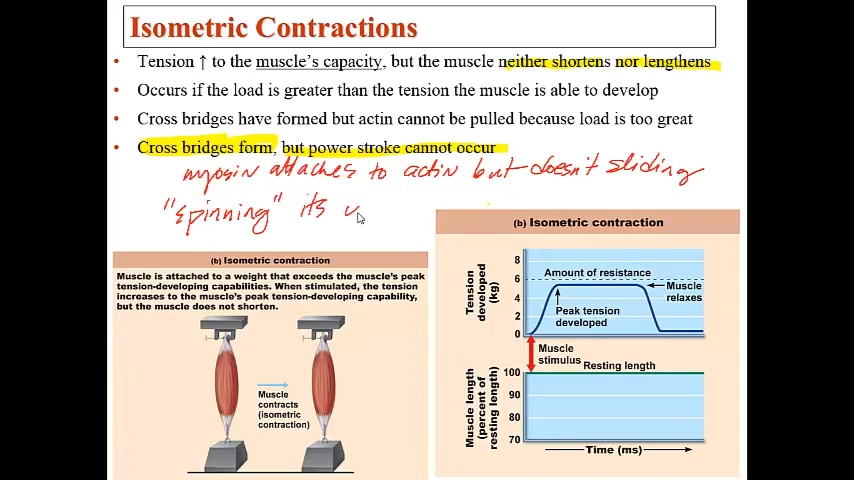 Isometric Contractions
• Tension ↑ to the muscle's capacity, but the muscle neither shortens nor lengthens
• Occurs if the load is greater than the tension the muscle is able to develop
• Cross bridges have formed but actin cannot be pulled because load is too great
• Cross bridges form, but power stroke cannot occur
myosin attaches to actin but doesn't sliding
"spinning" its
(b) Isometric contraction
Muscle is attached to a weight that exceeds the muscle's peak
tension-developing capabilities. When stimulated, the tension
increases to the muscle's peak tension-developing capability,
but the muscle does not shorten.
Muscle
contracts
(isometric
contraction)
(b) Isometric contraction
Tension
developed
(kg)
8
6
4
2
0
Amount of resistance
Muscle
relaxes
Peak tension
developed
Muscle
stimulus
Resting length
Muscle length
(percent of
resting length)
100
90
80
70
Time (ms)